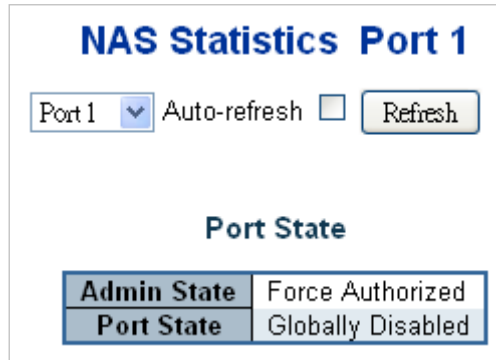 NAS Statistics Port 1
Port 1 Auto-refresh Refresh
Port State
Admin State Force Authorized
Port State Globally Disabled